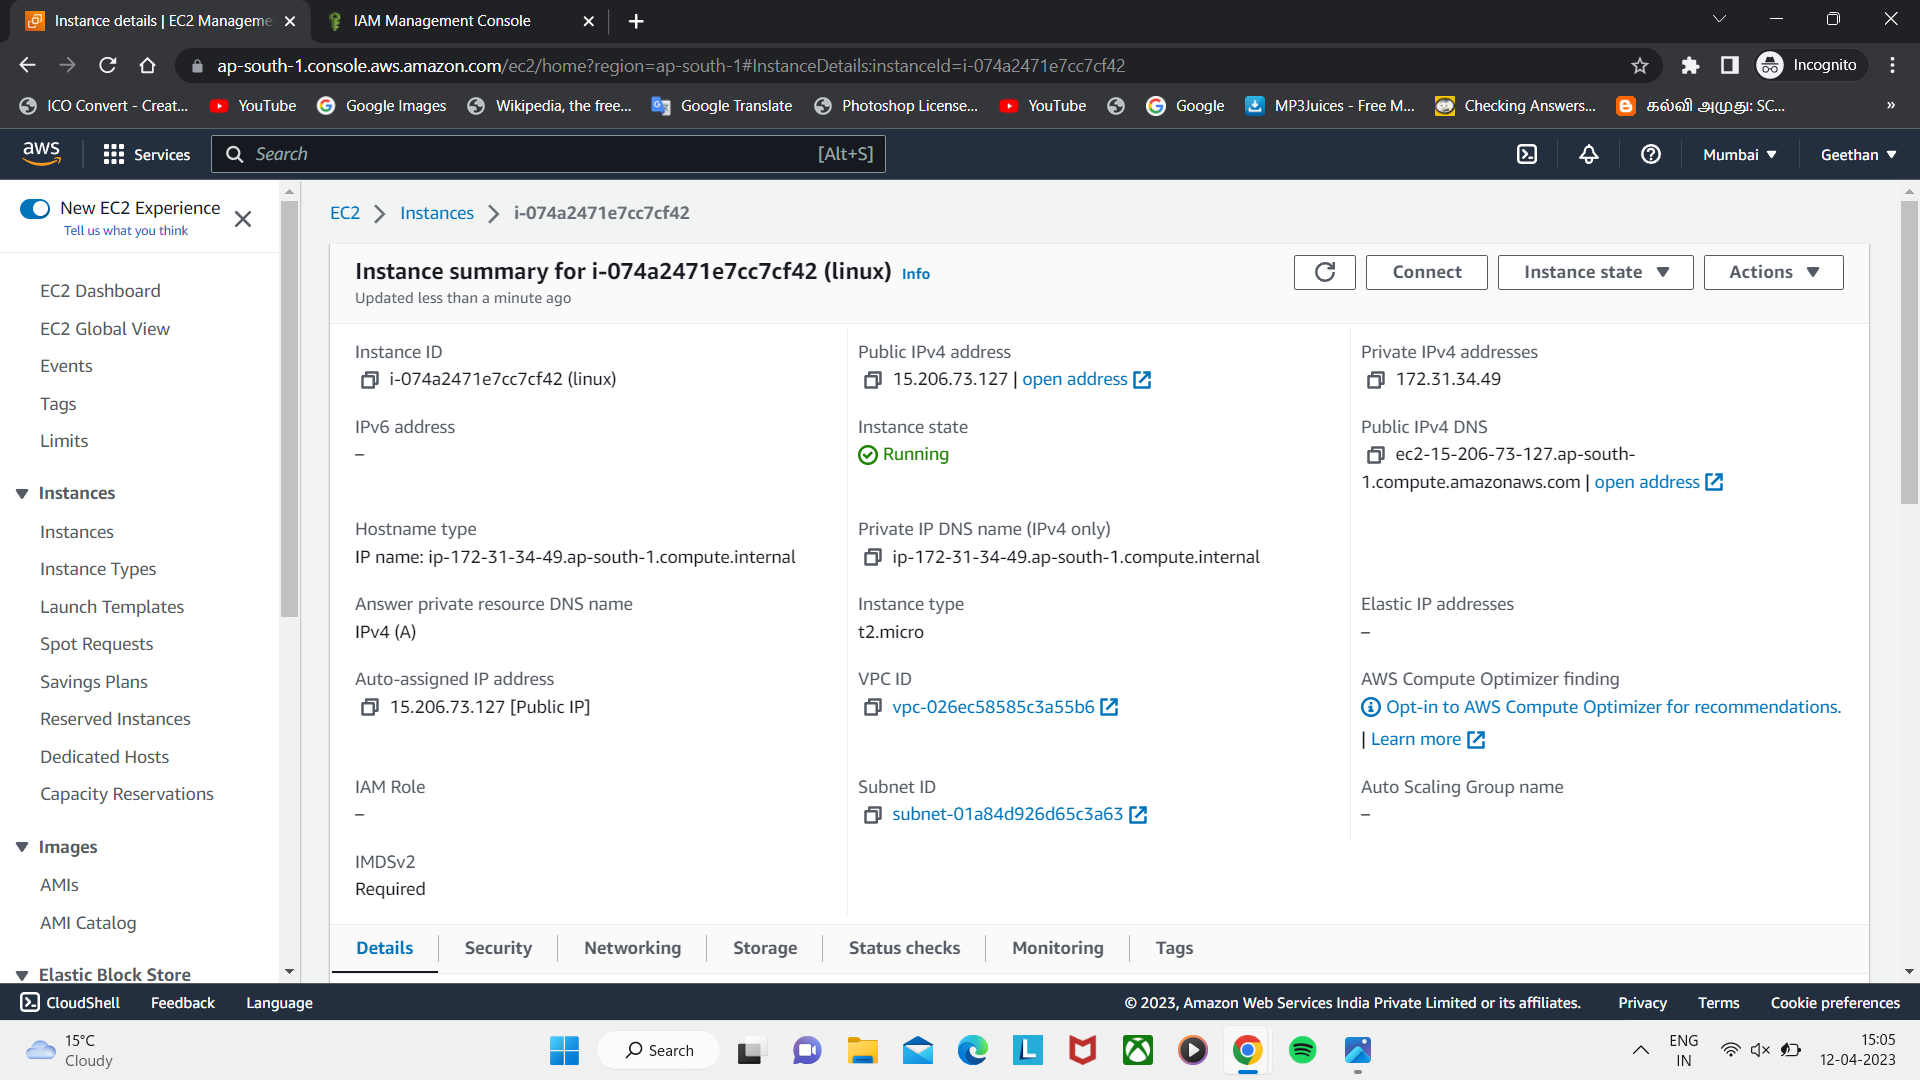 Instance details | EC2 Manageme
IAM Management Console
ap-south-1.console.aws.amazon.com/ec2/home?region=ap-south-1#InstanceDetails:instanceId=i-074a2471e7cc7cf42
Incognito
ICO Convert - Creat...
YouTube
Google Images
Wikipedia, the free...
Google Translate
Photoshop License...
YouTube
Google
MP3Juices - Free M...
Checking Answers...
கல்வி அமுது: SC...
»
aws
Services
Search
[Alt+S]
Mumbai
Geethan
New EC2 Experience
Tell us what you think
EC2 Dashboard
EC2 Global View
Events
Tags
Limits
Instances
Instances
Instance Types
Launch Templates
Spot Requests
Savings Plans
Reserved Instances
Dedicated Hosts
Capacity Reservations
Images
AMIs
AMI Catalog
Elastic Block Store
EC2 > Instances > i-074a2471e7cc7cf42
Instance summary for i-074a2471e7cc7cf42 (linux) Info
Updated less than a minute ago
Connect
Instance state
Actions
Instance ID
i-074a2471e7cc7cf42 (linux)
Public IPv4 address
15.206.73.127 | open address
Private IPv4 addresses
172.31.34.49
IPv6 address
–
Instance state
Running
Public IPv4 DNS
ec2-15-206-73-127.ap-south-
1.compute.amazonaws.com | open address
Hostname type
IP name: ip-172-31-34-49.ap-south-1.compute.internal
Private IP DNS name (IPv4 only)
ip-172-31-34-49.ap-south-1.compute.internal
Answer private resource DNS name
IPv4 (A)
Instance type
t2.micro
Elastic IP addresses
–
Auto-assigned IP address
15.206.73.127 [Public IP]
VPC ID
vpc-026ec58585c3a55b6
AWS Compute Optimizer finding
Opt-in to AWS Compute Optimizer for recommendations.
| Learn more
IAM Role
–
Subnet ID
subnet-01a84d926d65c3a63
Auto Scaling Group name
–
IMDSv2
Required
Details
Security
Networking
Storage
Status checks
Monitoring
Tags
CloudShell
Feedback
Language
© 2023, Amazon Web Services India Private Limited or its affiliates.
Privacy
Terms
Cookie preferences
15°C
Cloudy
Search
ENG
IN
15:05
12-04-2023